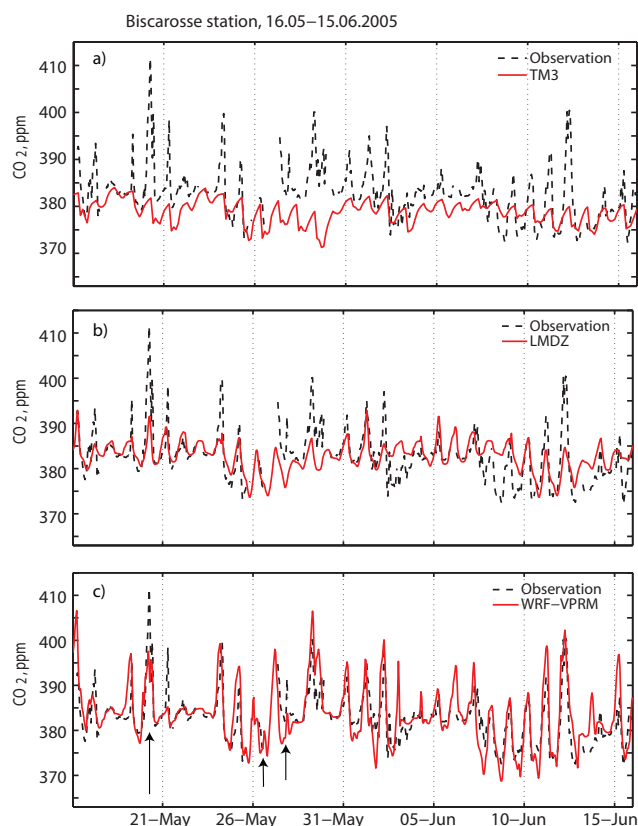 Biscarosse station, 16.05−15.06.2005
a)
Observation
TM3
410
400
390
380
370
CO 2, ppm
b)
Observation
LMDZ
410
400
390
380
370
CO 2, ppm
c)
Observation
WRF−VPRM
410
400
390
380
370
CO 2, ppm
21−May 26−May 31−May 05−Jun 10−Jun 15−Jun